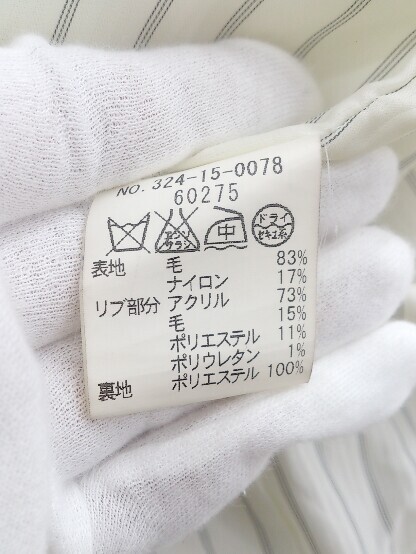 NO. 324-15-0078
60275
エンソ
サラシ
中
ドライ
セキユ系
表地 毛 83%
ナイロン 17%
リブ部分 アクリル 73%
毛 15%
ポリエステル 11%
ポリウレタン 1%
裏地 ポリエステル 100%